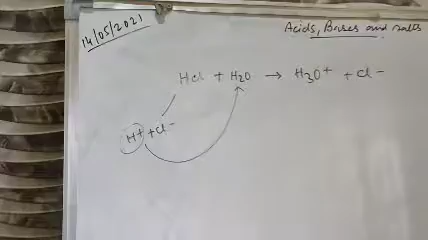 14/05/2021
Acids, Bases and salts
HCl + H2O → H3O+ + Cl-
H+ + Cl-